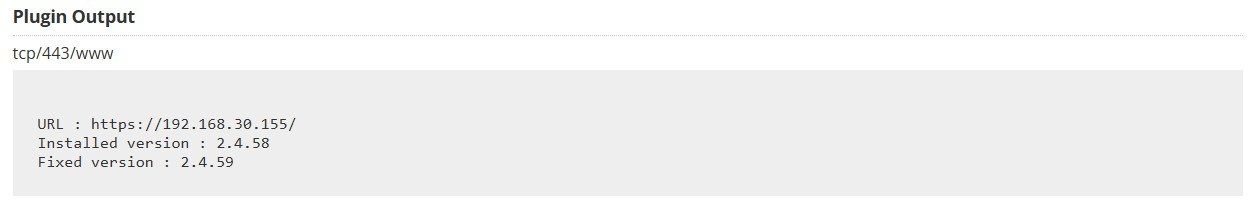 Plugin Output
tcp/443/www
URL : https://192.168.30.155/
Installed version : 2.4.58
Fixed version : 2.4.59